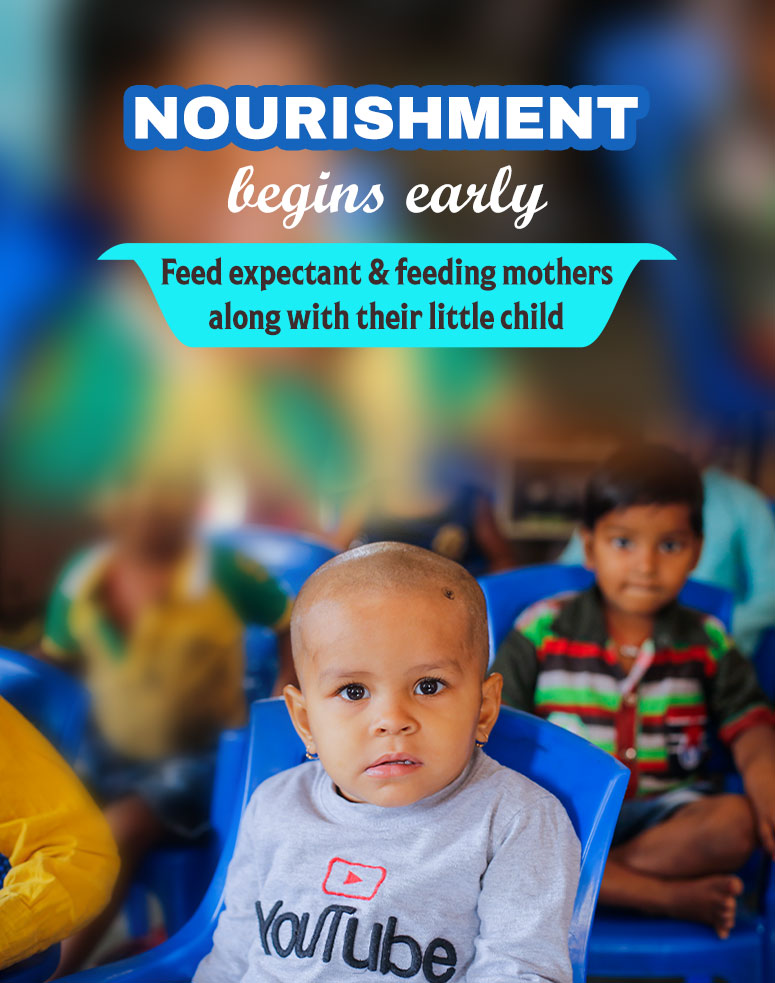 NOURISHMENT
begins early
Feed expectant & feeding mothers
along with their little child
YouTube